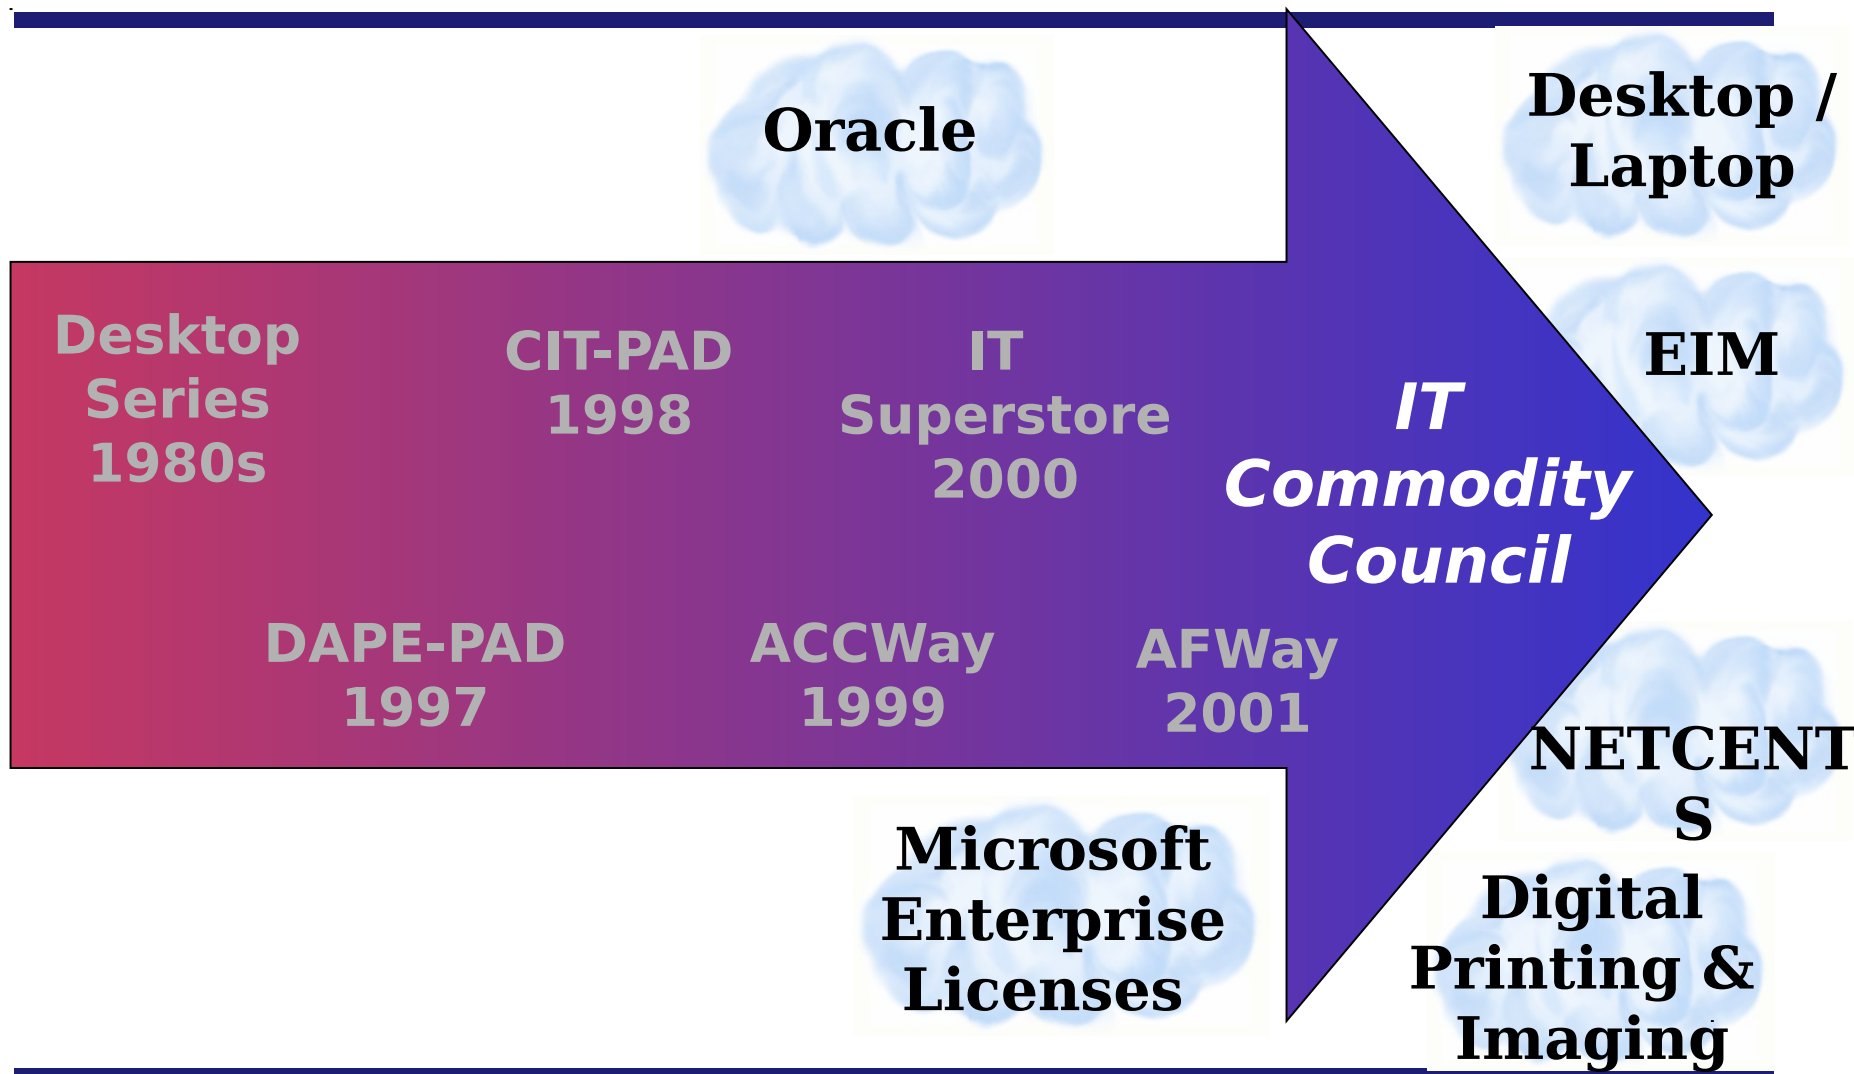 Oracle
Desktop /
Laptop
EIM
Desktop
Series
1980s
CIT-PAD
1998
IT
Superstore
2000
IT
Commodity
Council
DAPE-PAD
1997
ACCWay
1999
AFWay
2001
NETCENT
S
Microsoft
Enterprise
Licenses
Digital
Printing &
Imaging